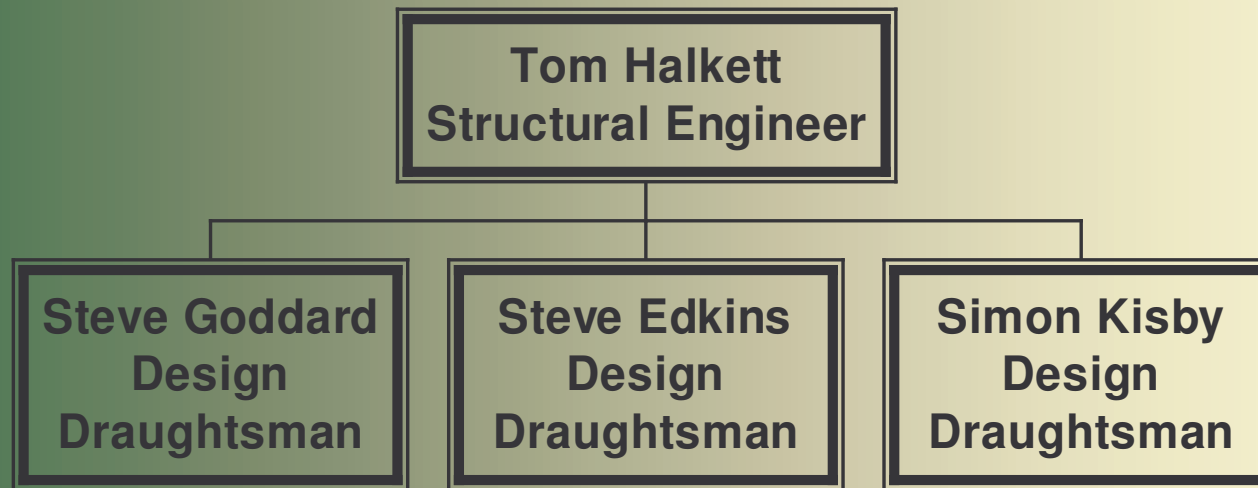 Tom Halkett
Structural Engineer
Steve Goddard
Design
Draughtsman
Steve Edkins
Design
Draughtsman
Simon Kisby
Design
Draughtsman